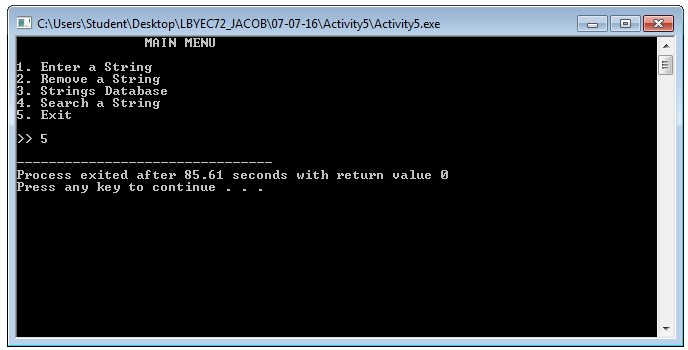 C:\Users\Student\Desktop\LBYEC72_JACOB\07-07-16\Activity5\Activity5.exe
MAIN MENU
1. Enter a String
2. Remove a String
3. Strings Database
4. Search a String
5. Exit
>> 5
--------------------------------
Process exited after 85.61 seconds with return value 0
Press any key to continue . . .